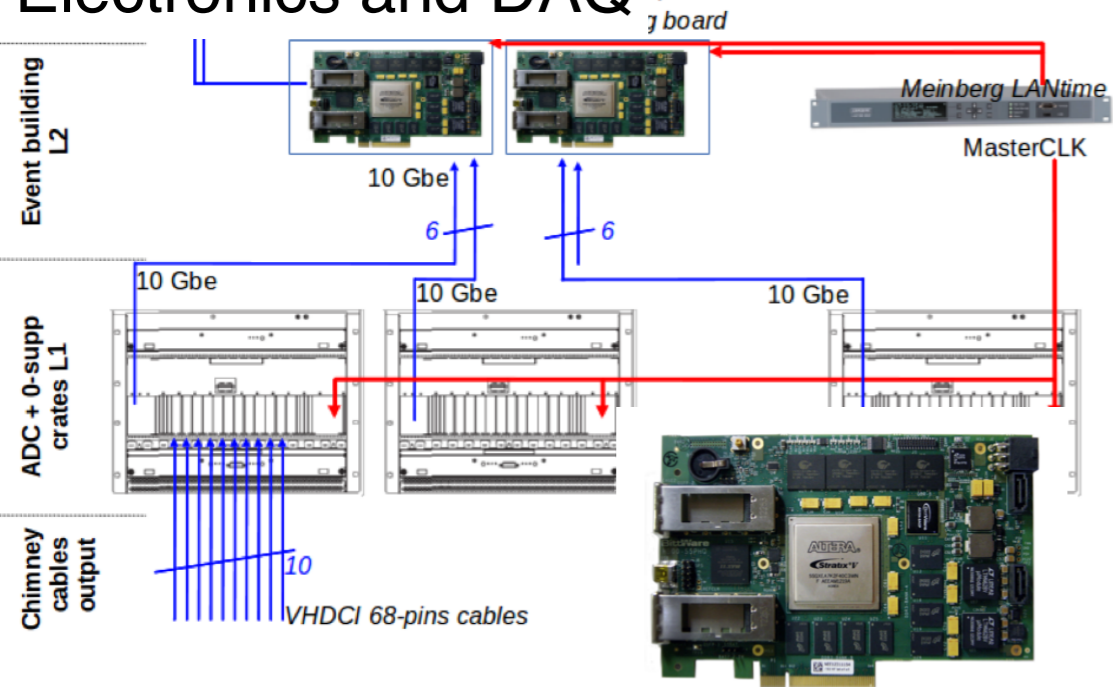 Electronics and DAQ
g board
Event building
L2
Meinberg LANtime
MasterCLK
10 Gbe
6
6
10 Gbe
10 Gbe
10 Gbe
ADC + 0-supp
crates L1
Chimney
cables
output
10
VHDCI 68-pins cables
ALTERA
Stratix V